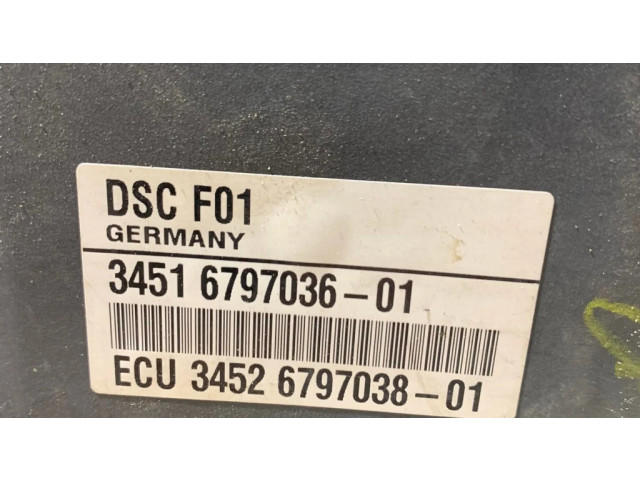 DSC F01
GERMANY
3451 6797036-01
ECU 3452 6797038-01